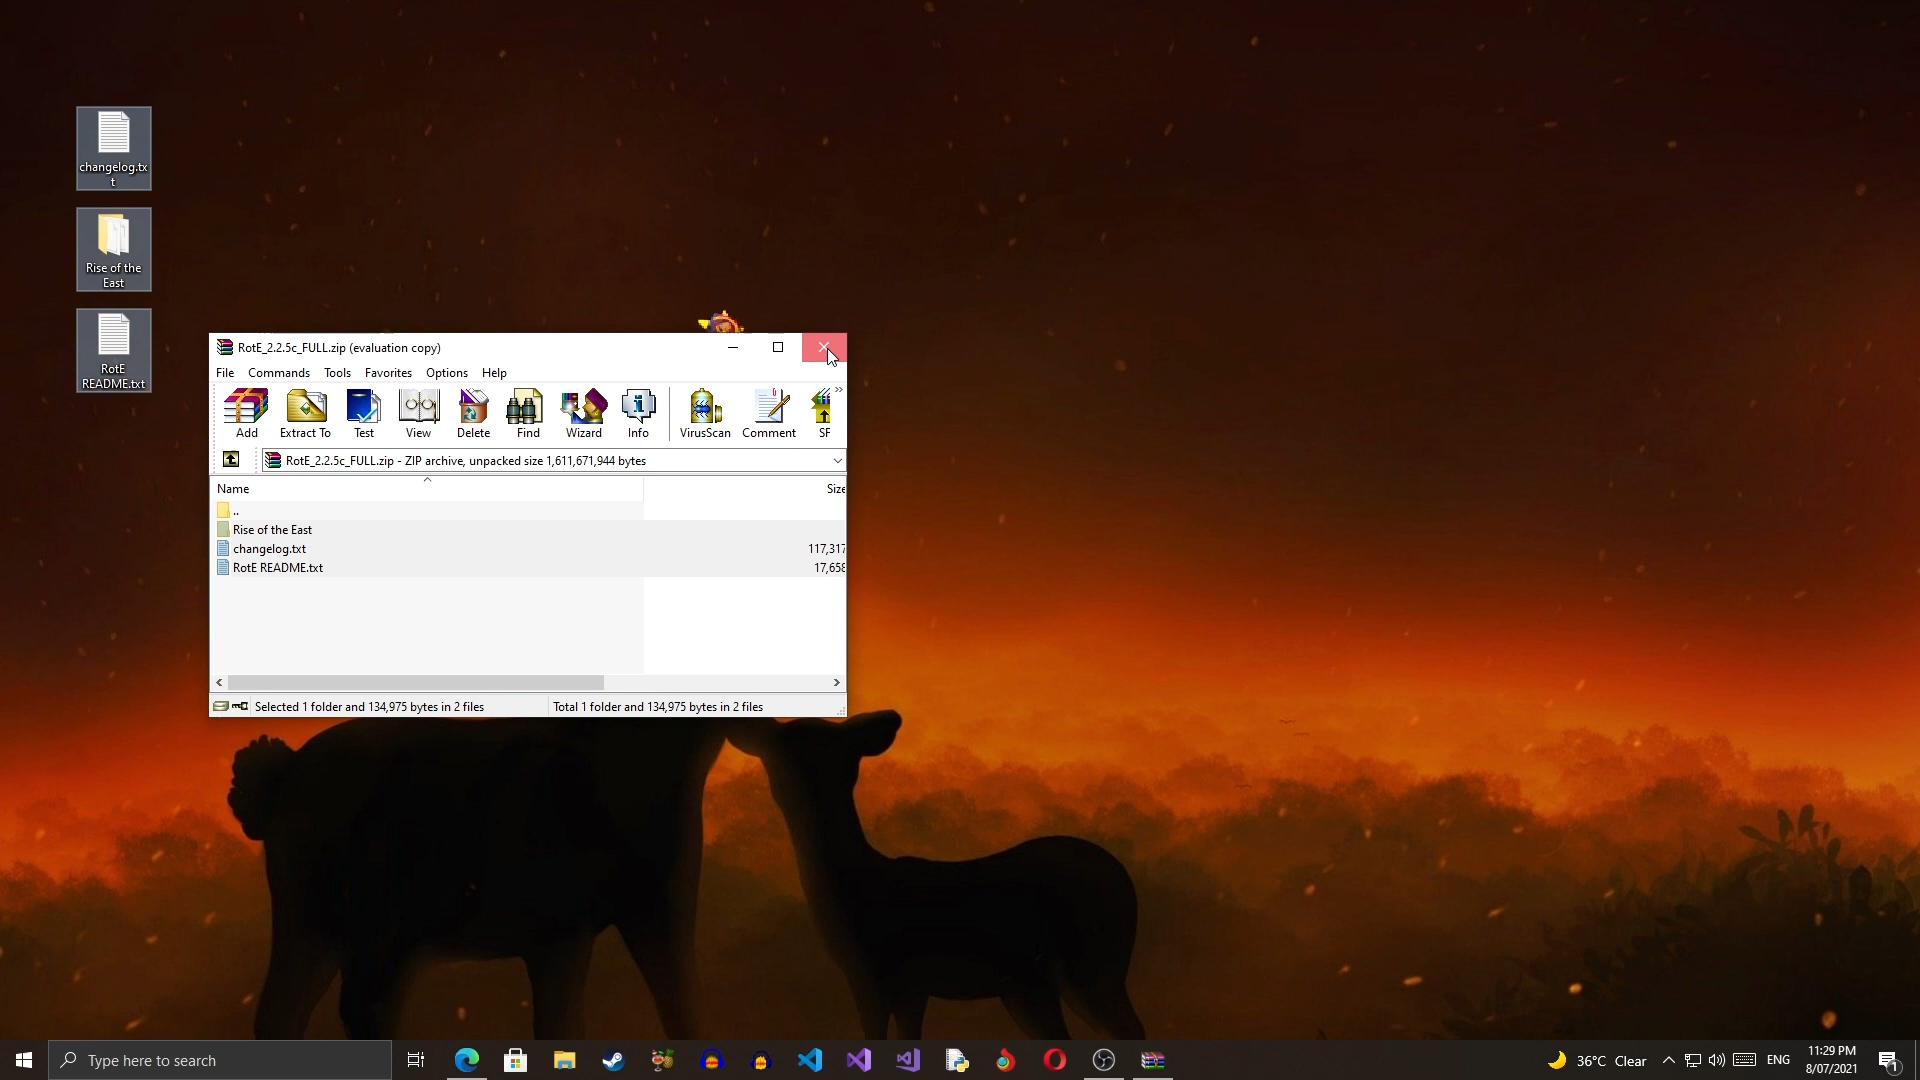 changelog.tx
t
Rise of the
East
RotE
README.txt
RotE_2.2.5c_FULL.zip (evaluation copy)
File Commands Tools Favorites Options Help
Add Extract To Test View Delete Find Wizard Info VirusScan Comment SF
RotE_2.2.5c_FULL.zip - ZIP archive, unpacked size 1,611,671,944 bytes
Name Size
..
Rise of the East
changelog.txt 117,317
RotE README.txt 17,658
Selected 1 folder and 134,975 bytes in 2 files Total 1 folder and 134,975 bytes in 2 files
Type here to search
36°C Clear
ENG
11:29 PM
8/07/2021
1